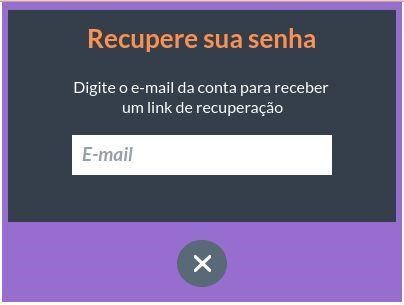 Recupere sua senha
Digite o e-mail da conta para receber
um link de recuperação
E-mail